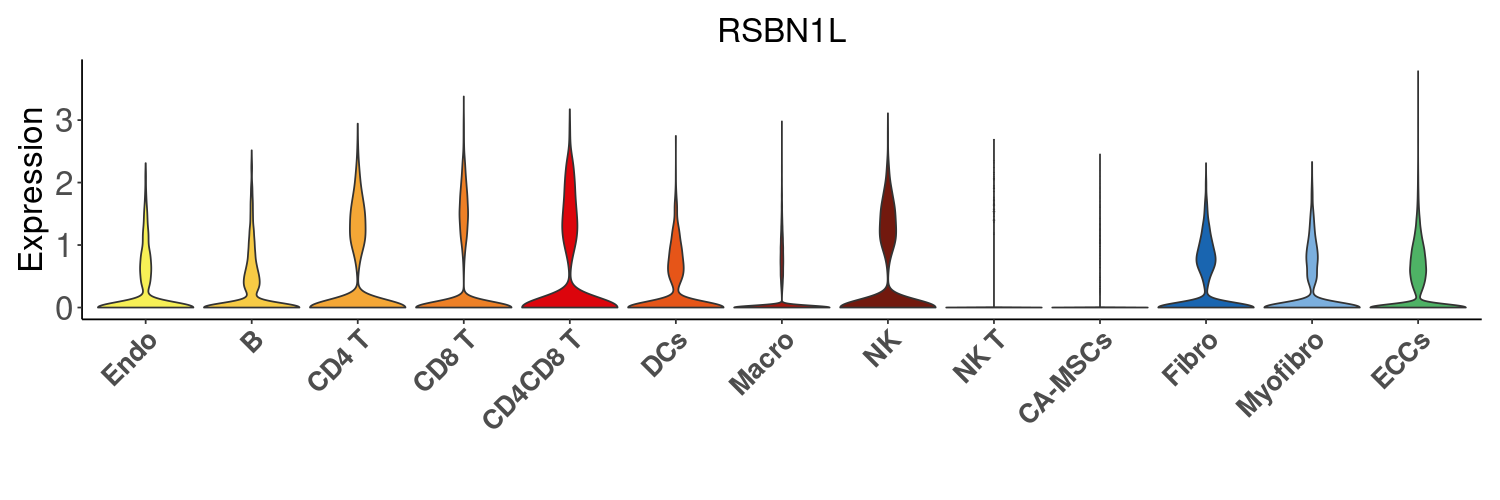 RSBN1L
Expression
3
2
1
0
Endo
B
CD4 T
CD8 T
CD4CD8 T
DCs
Macro
NK
NK T
CA-MSCs
Fibro
Myofibro
ECCs